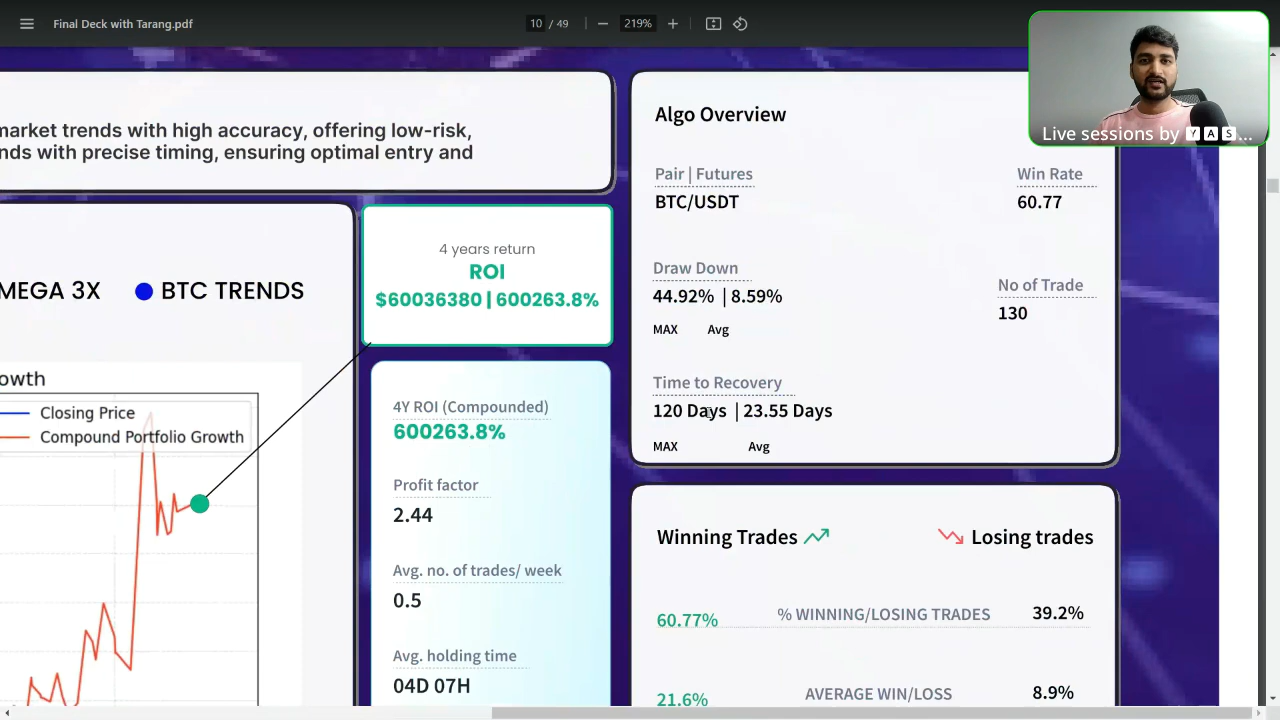 Final Deck with Tarang.pdf
10 / 49
219%
Live sessions by Y A S ...
market trends with high accuracy, offering low-risk,
nds with precise timing, ensuring optimal entry and
MEGA 3X
BTC TRENDS
owth
Closing Price
Compound Portfolio Growth
4 years return
ROI
$60036380 | 600263.8%
4Y ROI (Compounded)
600263.8%
Profit factor
2.44
Avg. no. of trades/ week
0.5
Avg. holding time
04D 07H
Algo Overview
Pair | Futures
BTC/USDT
Win Rate
60.77
Draw Down
44.92% | 8.59%
MAX Avg
No of Trade
130
Time to Recovery
120 Days | 23.55 Days
MAX Avg
Winning Trades
Losing trades
60.77% % WINNING/LOSING TRADES 39.2%
21.6% AVERAGE WIN/LOSS 8.9%